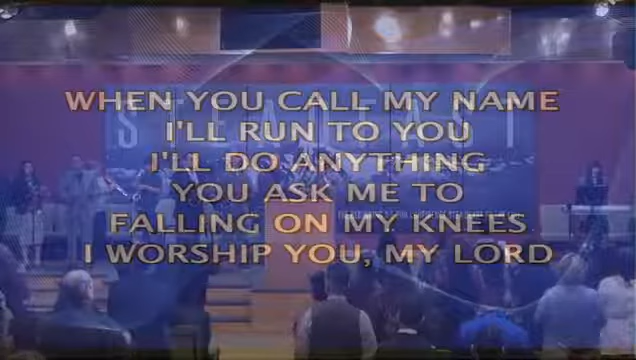 WHEN YOU CALL MY NAME
I'LL RUN TO YOU
I'LL DO ANYTHING
YOU ASK ME TO
FALLING ON MY KNEES
I WORSHIP YOU, MY LORD
STEADFAST